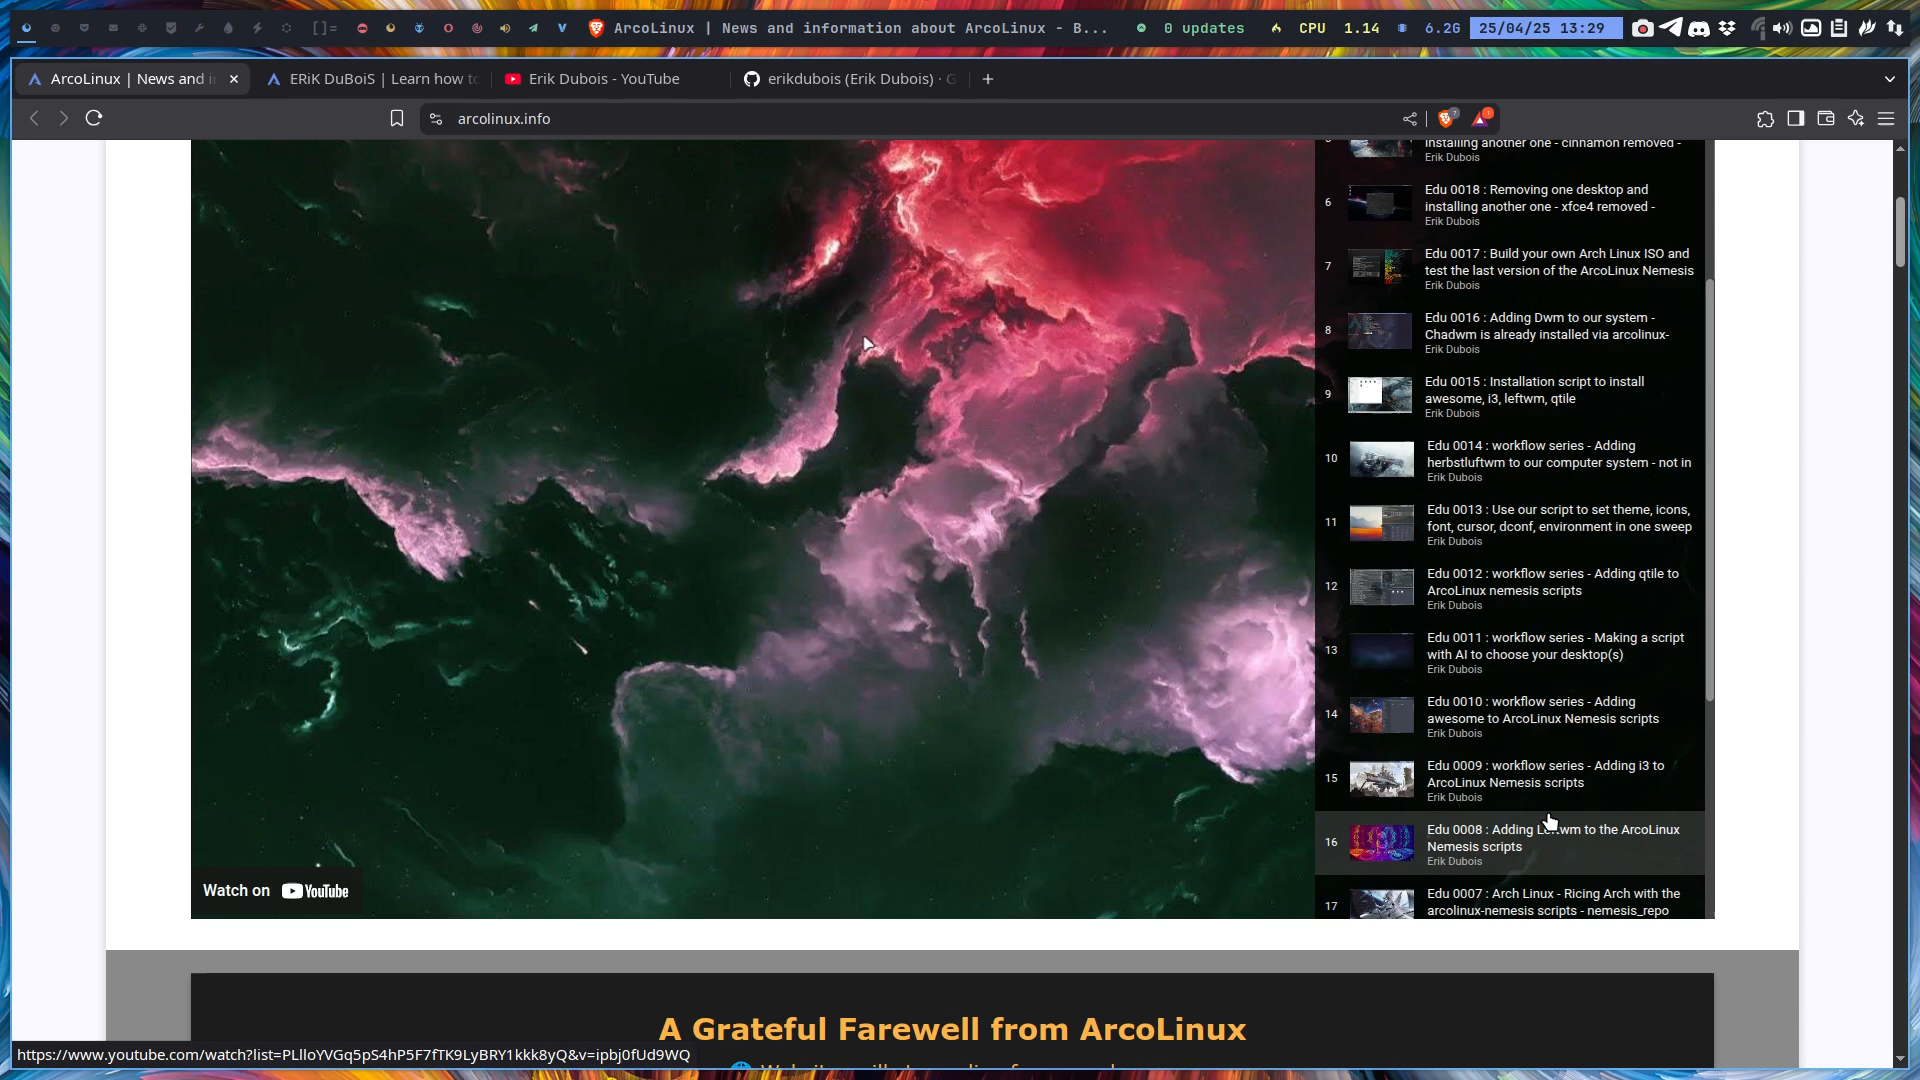 []=
ArcoLinux | News and information about ArcoLinux - B...
0 updates
CPU 1.14
6.2G
25/04/25 13:29
ArcoLinux | News and i
ERiK DuBoiS | Learn how to
Erik Dubois - YouTube
erikdubois (Erik Dubois) · G
arcolinux.info
installing another one - cinnamon removed -
Erik Dubois
6
Edu 0018 : Removing one desktop and
installing another one - xfce4 removed -
Erik Dubois
7
Edu 0017 : Build your own Arch Linux ISO and
test the last version of the ArcoLinux Nemesis
Erik Dubois
8
Edu 0016 : Adding Dwm to our system -
Chadwm is already installed via arcolinux-
Erik Dubois
9
Edu 0015 : Installation script to install
awesome, i3, leftwm, qtile
Erik Dubois
10
Edu 0014 : workflow series - Adding
herbstluftwm to our computer system - not in
Erik Dubois
11
Edu 0013 : Use our script to set theme, icons,
font, cursor, dconf, environment in one sweep
Erik Dubois
12
Edu 0012 : workflow series - Adding qtile to
ArcoLinux nemesis scripts
Erik Dubois
13
Edu 0011 : workflow series - Making a script
with AI to choose your desktop(s)
Erik Dubois
14
Edu 0010 : workflow series - Adding
awesome to ArcoLinux Nemesis scripts
Erik Dubois
15
Edu 0009 : workflow series - Adding i3 to
ArcoLinux Nemesis scripts
Erik Dubois
16
Edu 0008 : Adding Leftwm to the ArcoLinux
Nemesis scripts
Erik Dubois
17
Edu 0007 : Arch Linux - Ricing Arch with the
arcolinux-nemesis scripts - nemesis_repo
Watch on YouTube
A Grateful Farewell from ArcoLinux
https://www.youtube.com/watch?list=PLlloYVGq5pS4hP5F7fTK9LyBRY1kkk8yQ&v=ipbj0fUd9WQ